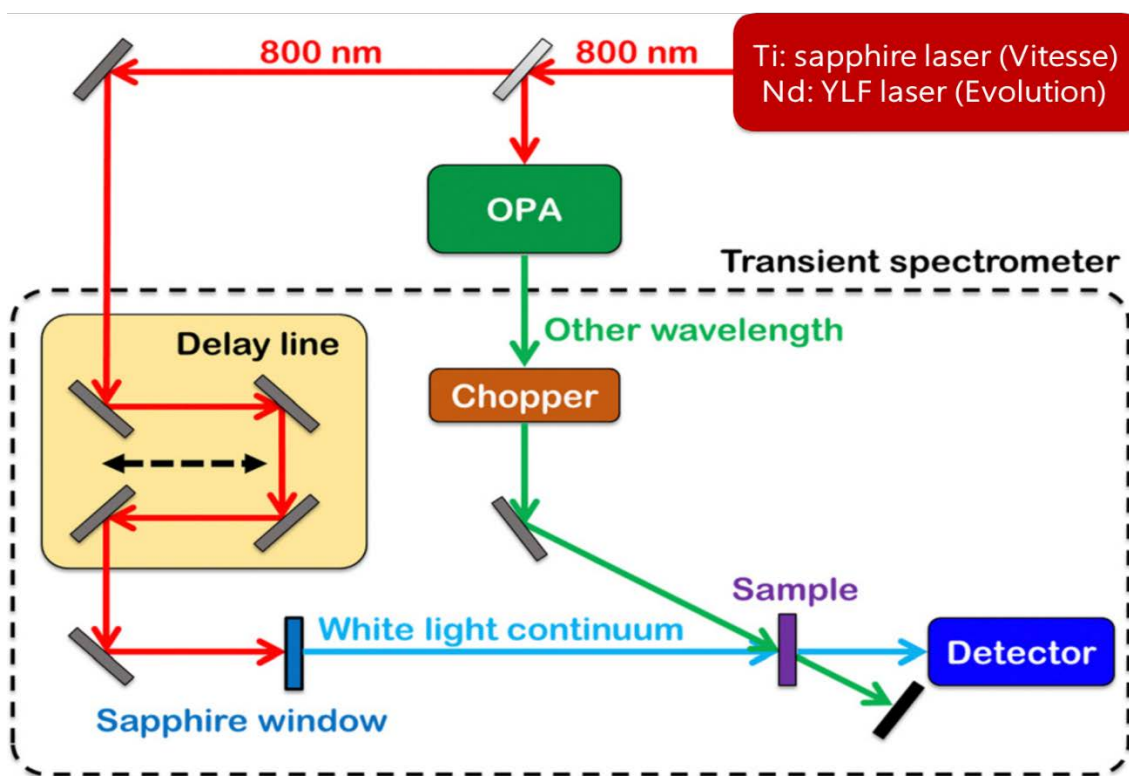 800 nm
800 nm
Ti: sapphire laser (Vitesse)
Nd: YLF laser (Evolution)
OPA
Transient spectrometer
Delay line
Other wavelength
Chopper
Sample
White light continuum
Detector
Sapphire window